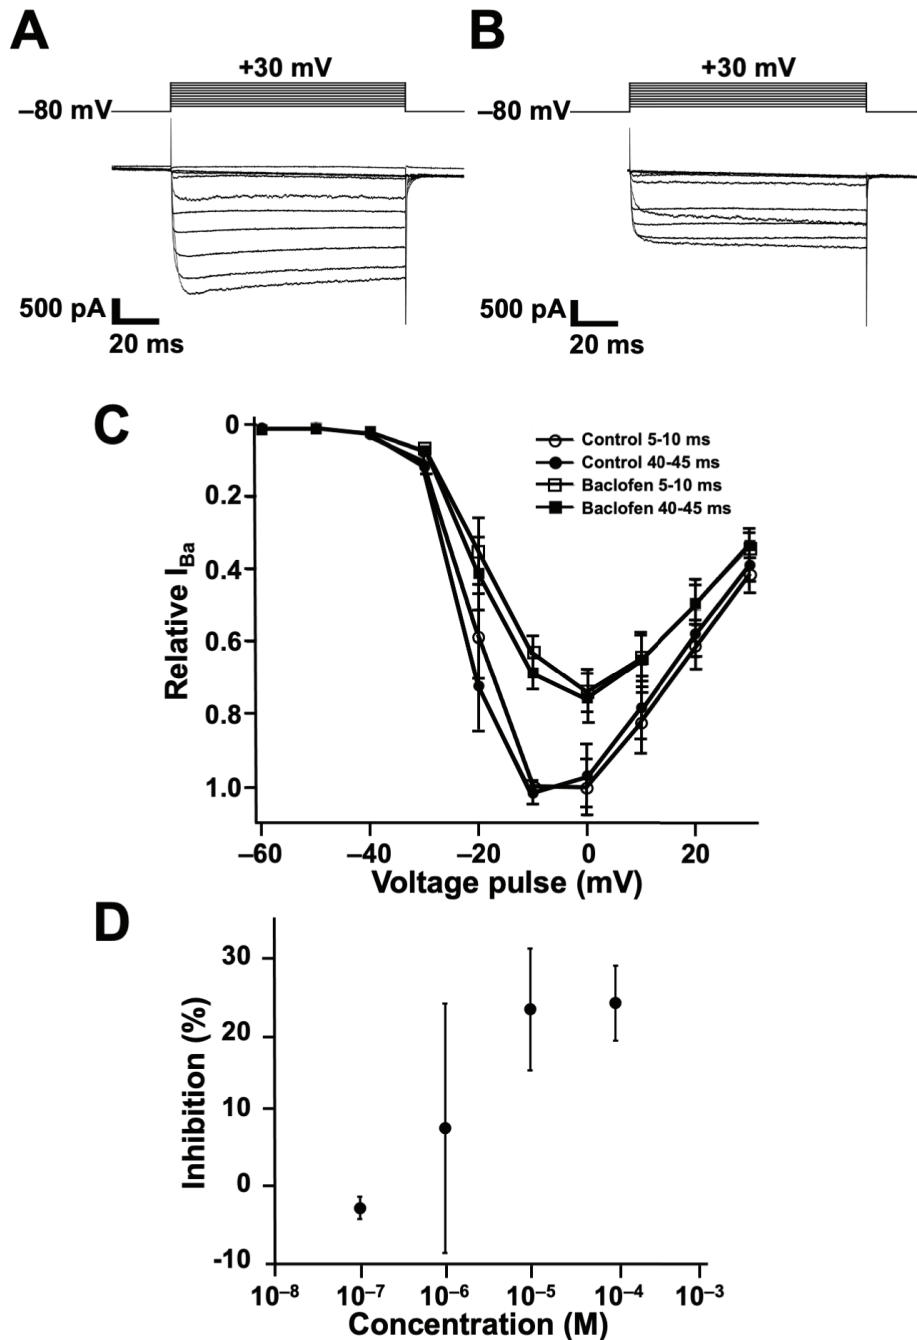 A
+30 mV
–80 mV
500 pA
20 ms
B
+30 mV
–80 mV
500 pA
20 ms
C
0
0.2
0.4
0.6
0.8
1.0
Relative I_Ba
Control 5-10 ms
Control 40-45 ms
Baclofen 5-10 ms
Baclofen 40-45 ms
–60
–40
–20
0
20
Voltage pulse (mV)
D
30
20
10
0
-10
Inhibition (%)
10⁻⁸
10⁻⁷
10⁻⁶
10⁻⁵
10⁻⁴
10⁻³
Concentration (M)